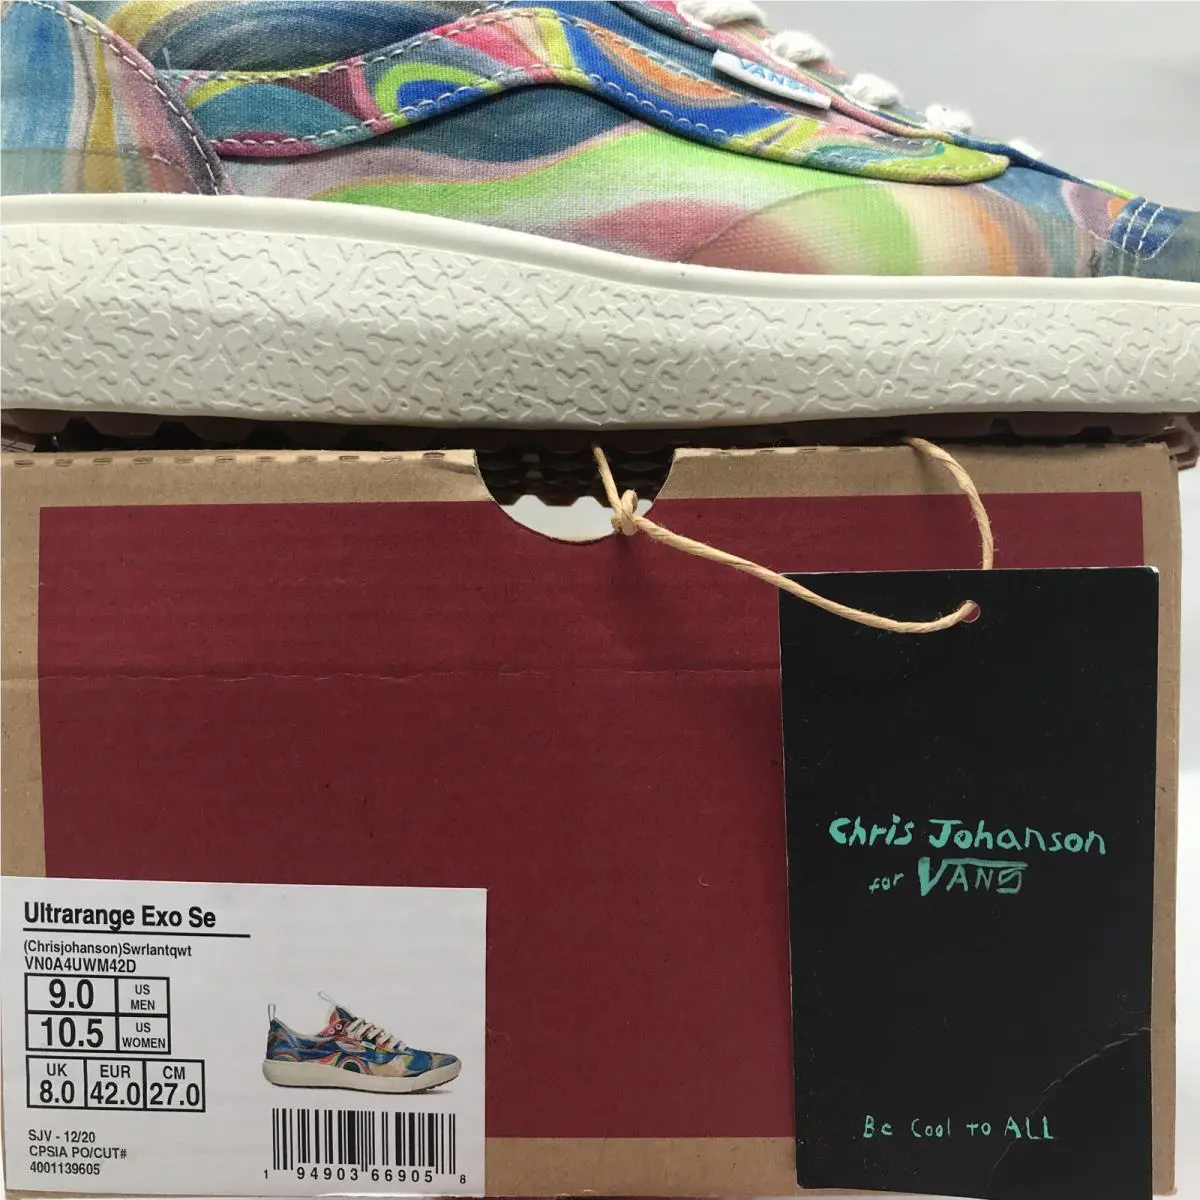 VANS
Chris Johanson
for VANS
Be Cool to ALL
Ultrarange Exo Se
(Chrisjohanson)Swrlantqwt
VN0A4UWM42D
9.0 US MEN
10.5 US WOMEN
UK EUR CM
8.0 42.0 27.0
SJV - 12/20
CPSIA PO/CUT#
4001139605
1 94903 66905 8